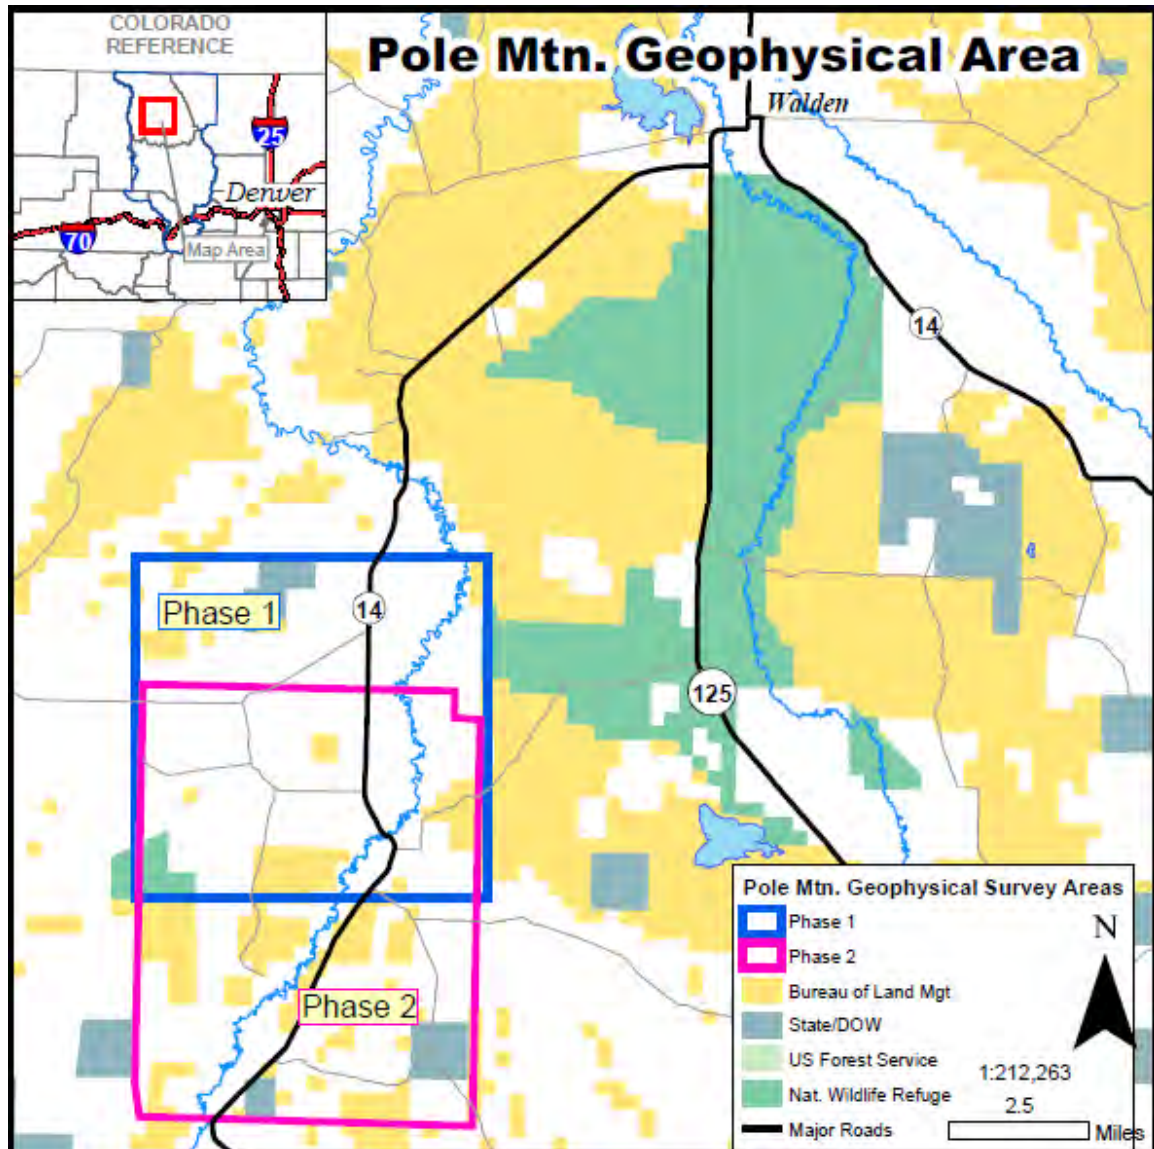 COLORADO
REFERENCE
Pole Mtn. Geophysical Area
Walden
25
Denver
70
Map Area
14
Phase 1
14
125
Phase 2
Pole Mtn. Geophysical Survey Areas
Phase 1
Phase 2
Bureau of Land Mgt
State/DOW
US Forest Service
Nat. Wildlife Refuge
Major Roads
N
1:212,263
2.5
Miles